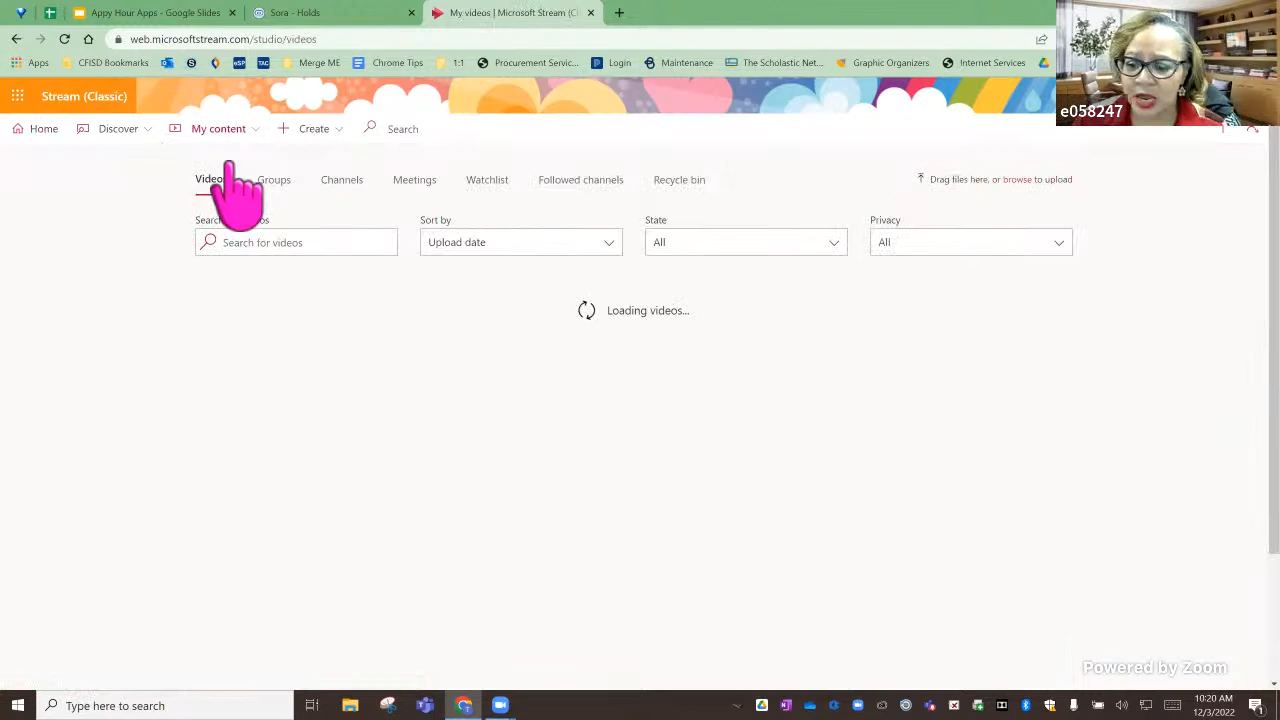 Appy Hour Apps - Google Slides
Sora - Holds
My videos | Microsoft Stream (Cl
web.microsoftstream.com/studio/videos
Apps
CFISD Bookmarks
Merge ME
Chrome Tips
1:1
Prudent Sensi...
Login
Maintenance
The Scholastic Net...
Graphic Organizers
Internet Services
Stream (Classic)
e058247
Home
Discover
My content
Create
Search
Groups
Channels
Meetings
Watchlist
Followed channels
Recycle bin
Drag files here, or browse to upload
Sort by
State
Privacy
Search for videos
Upload date
All
All
Loading videos...
Powered by Zoom
Type here to search
10:20 AM
12/3/2022